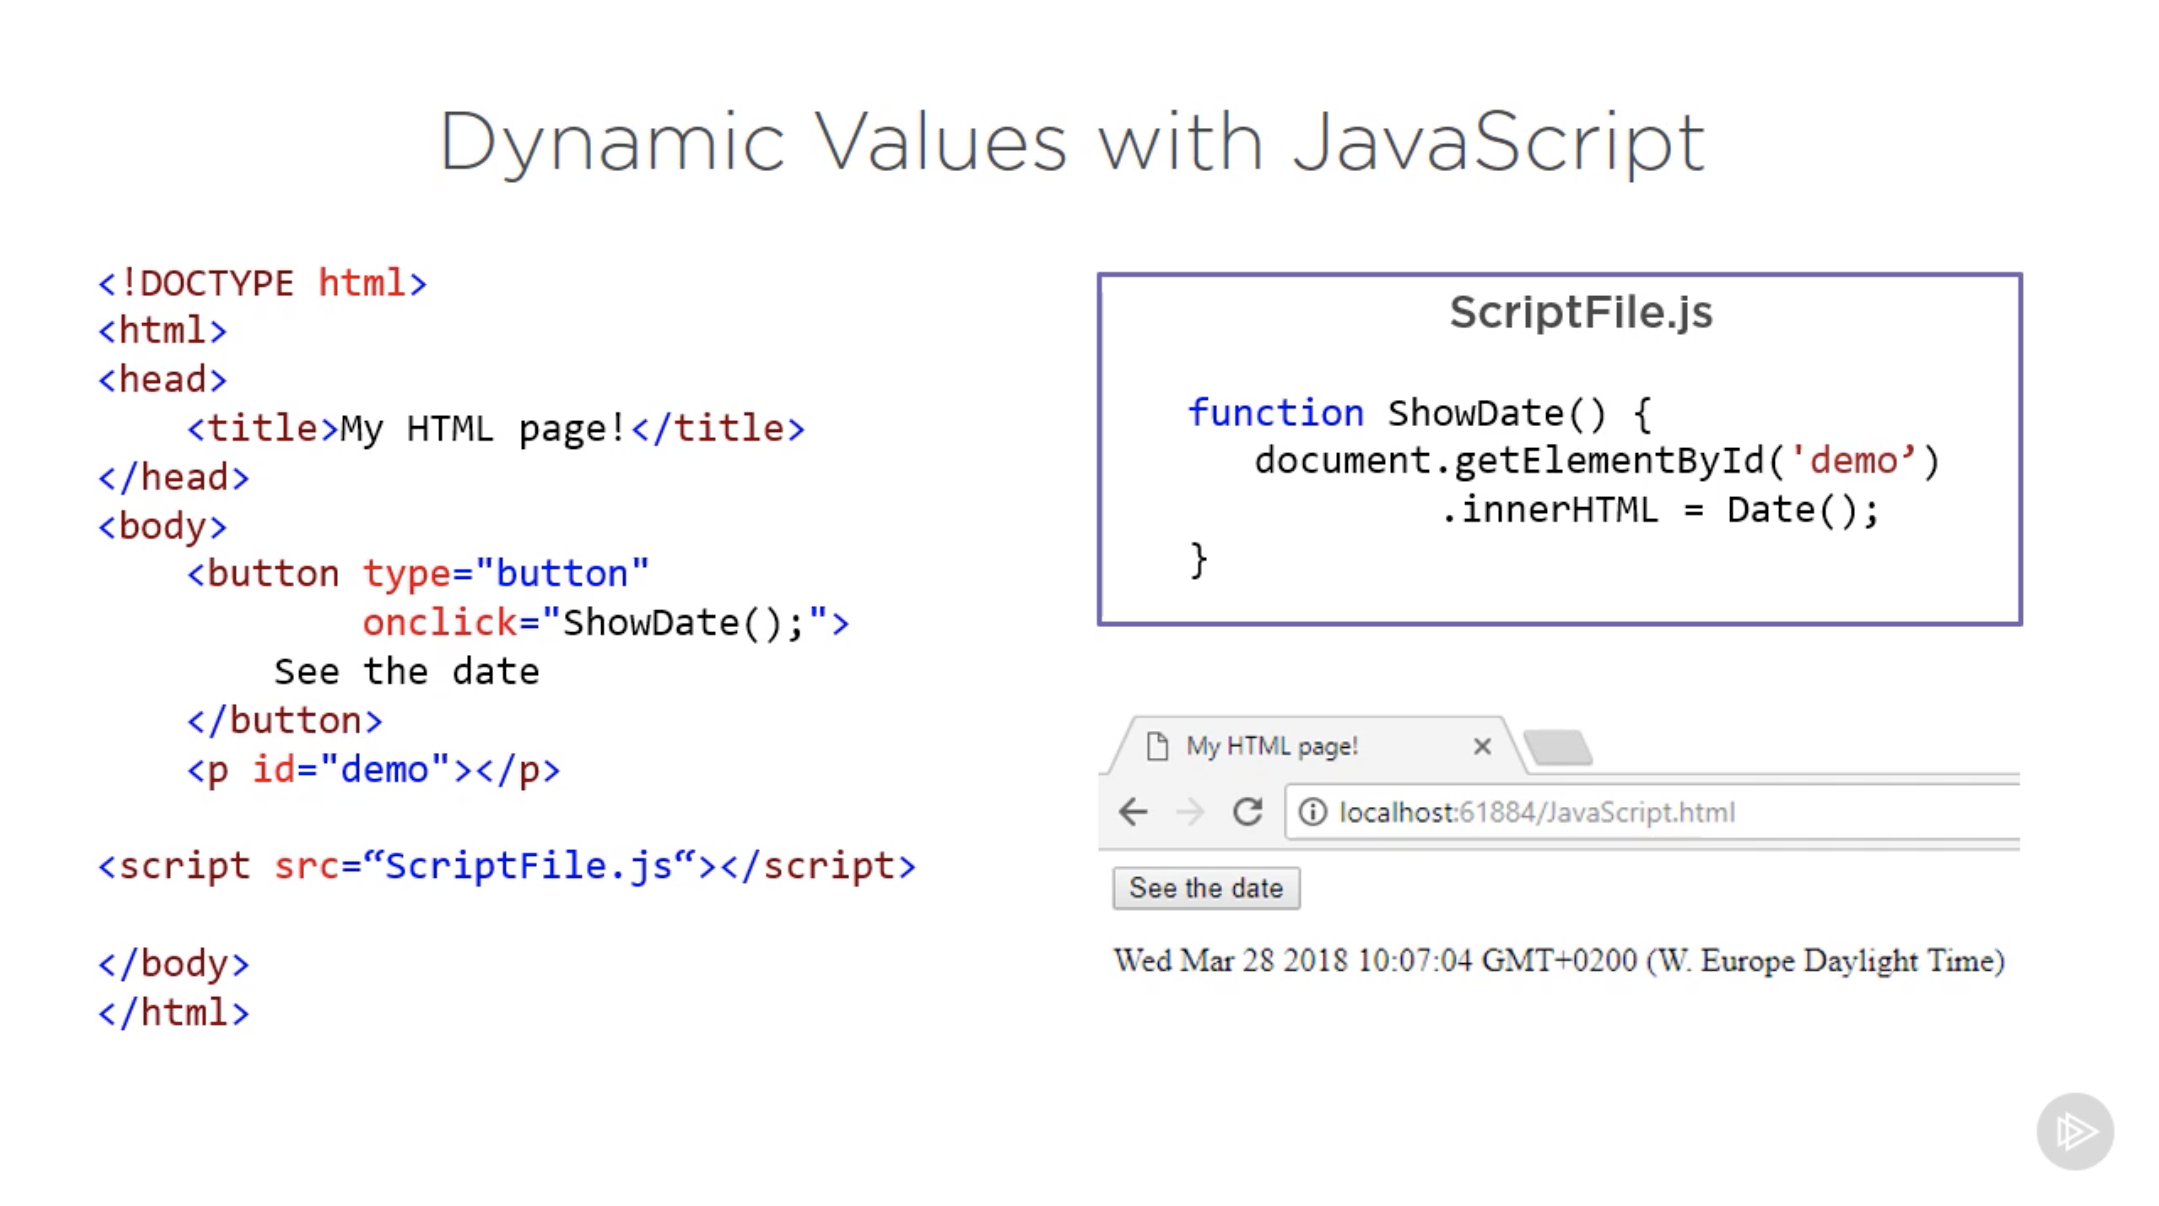 Dynamic Values with JavaScript
<!DOCTYPE html>
<html>
<head>
    <title>My HTML page!</title>
</head>
<body>
    <button type="button"
            onclick="ShowDate();">
        See the date
    </button>
    <p id="demo"></p>
<script src=“ScriptFile.js“></script>
</body>
</html>
ScriptFile.js
function ShowDate() {
   document.getElementById('demo’)
           .innerHTML = Date();
}
My HTML page!
localhost:61884/JavaScript.html
See the date
Wed Mar 28 2018 10:07:04 GMT+0200 (W. Europe Daylight Time)